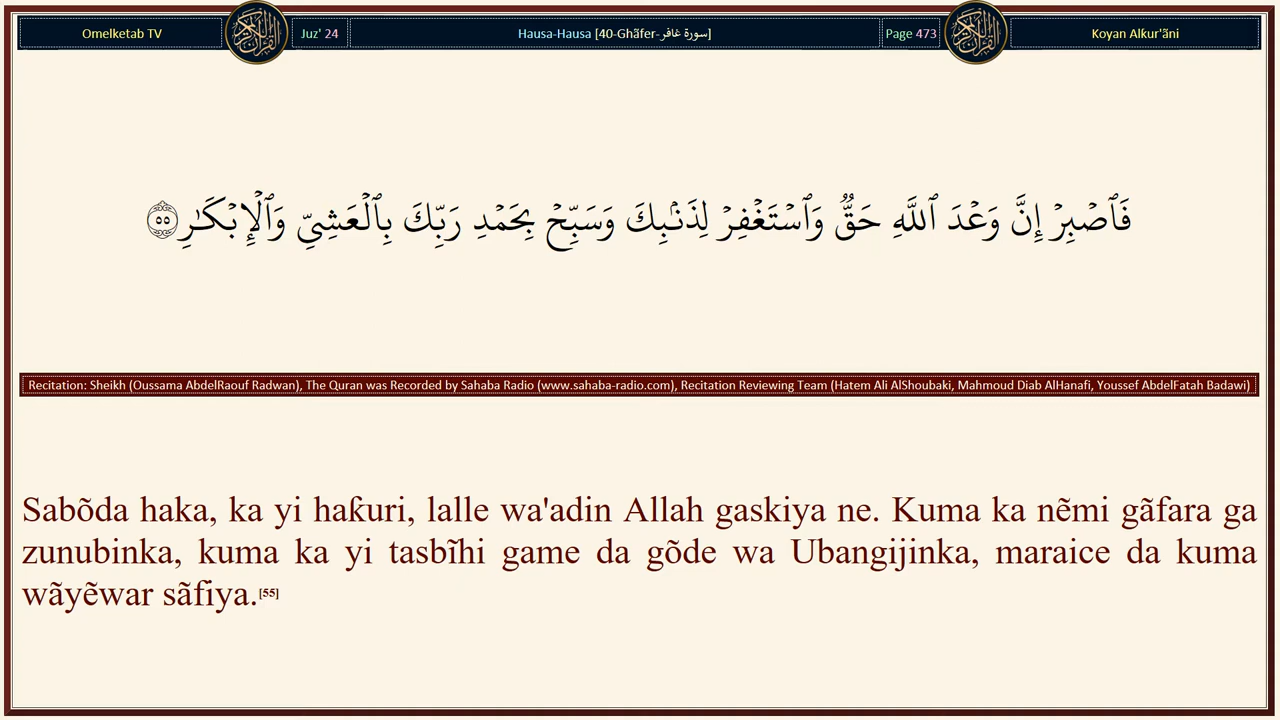 Omelketab TV
Juz' 24
Hausa-Hausa [40-Ghãfer-سورة غافر]
Page 473
Koyan Alƙur'ãni
فَٱصۡبِرۡ إِنَّ وَعۡدَ ٱللَّهِ حَقّٞ وَٱسۡتَغۡفِرۡ لِذَنۢبِكَ وَسَبِّحۡ بِحَمۡدِ رَبِّكَ بِٱلۡعَشِيِّ وَٱلۡإِبۡكَٰرِ ٥٥
Recitation: Sheikh (Oussama AbdelRaouf Radwan), The Quran was Recorded by Sahaba Radio (www.sahaba-radio.com), Recitation Reviewing Team (Hatem Ali AlShoubaki, Mahmoud Diab AlHanafi, Youssef AbdelFatah Badawi)
Sabõda haka, ka yi haƙuri, lalle wa'adin Allah gaskiya ne. Kuma ka nẽmi gãfara ga
zunubinka, kuma ka yi tasbĩhi game da gõde wa Ubangijinka, maraice da kuma
wãyẽwar sãfiya.[55]